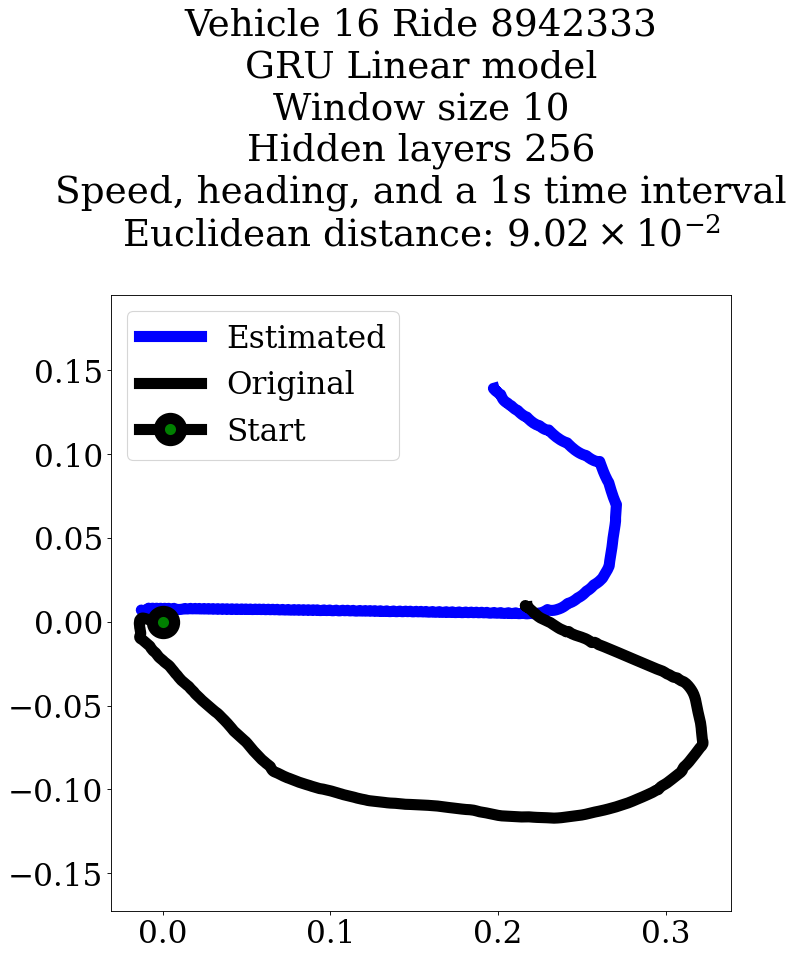 Vehicle 16 Ride 8942333
GRU Linear model
Window size 10
Hidden layers 256
Speed, heading, and a 1s time interval
Euclidean distance: 9.02 × 10⁻²
Estimated
Original
Start
0.15
0.10
0.05
0.00
−0.05
−0.10
−0.15
0.0 0.1 0.2 0.3